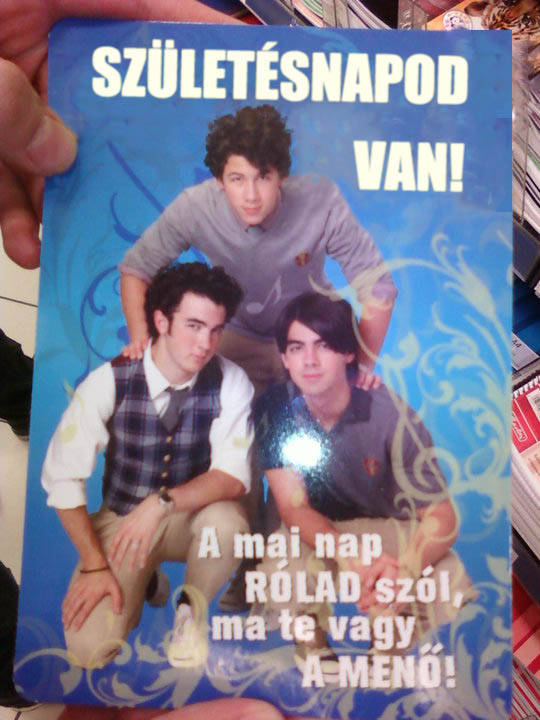 SZÜLETÉSNAPOD
VAN!
A mai nap
RÓLAD szól,
ma te vagy
A MENŐ!